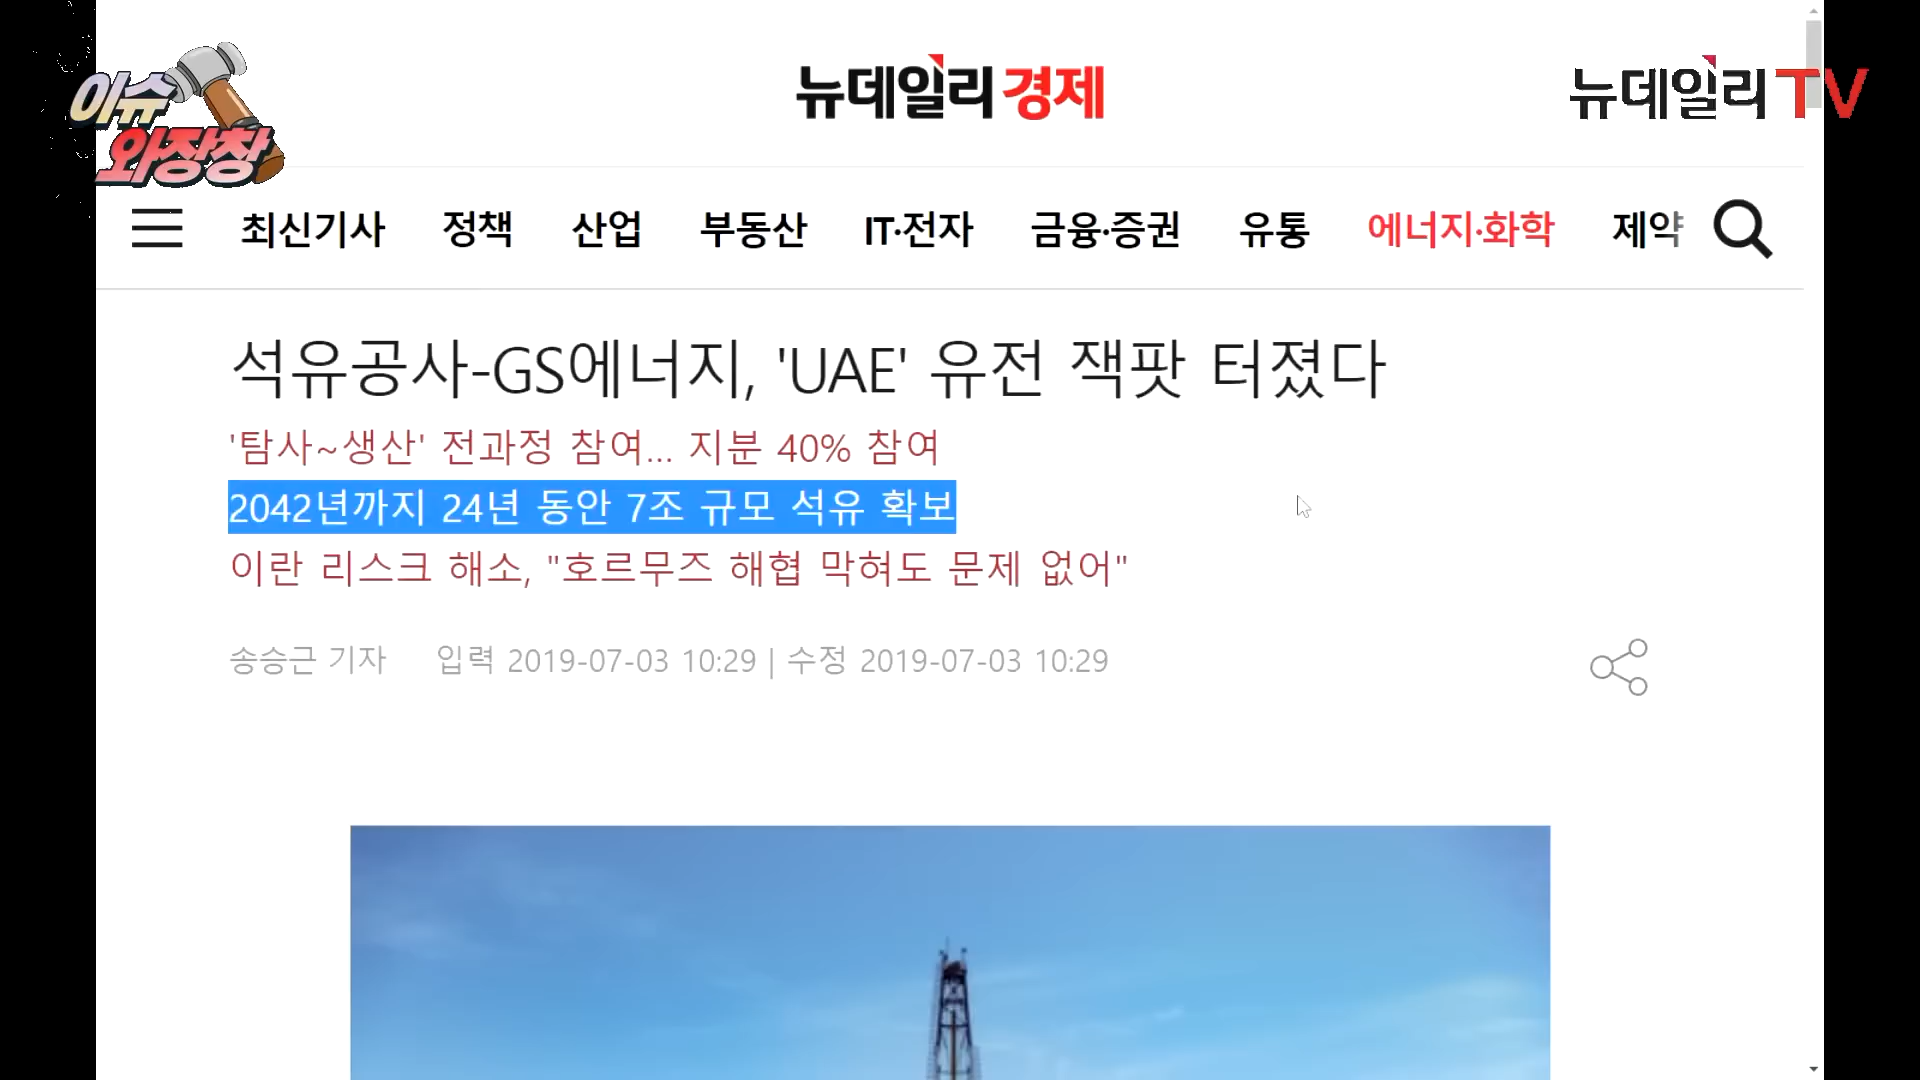 이슈
와장창
뉴데일리경제
뉴데일리TV
최신기사 정책 산업 부동산 IT·전자 금융·증권 유통 에너지·화학 제약
석유공사-GS에너지, 'UAE' 유전 잭팟 터졌다
'탐사~생산' 전과정 참여... 지분 40% 참여
2042년까지 24년 동안 7조 규모 석유 확보
이란 리스크 해소, "호르무즈 해협 막혀도 문제 없어"
송승근 기자 입력 2019-07-03 10:29 | 수정 2019-07-03 10:29